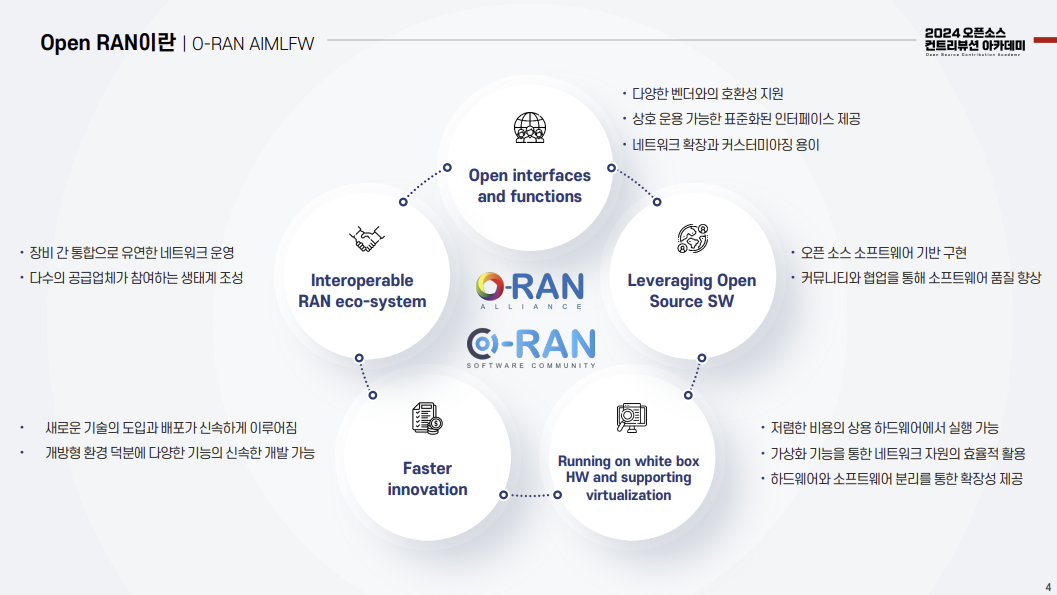 Open RAN이란 | O-RAN AIMLFW
2024 오픈소스
컨트리뷰션 아카데미
Open Source Contribution Academy
Open interfaces
and functions
• 다양한 벤더와의 호환성 지원
• 상호 운용 가능한 표준화된 인터페이스 제공
• 네트워크 확장과 커스터마이징 용이
Interoperable
RAN eco-system
• 장비 간 통합으로 유연한 네트워크 운영
• 다수의 공급업체가 참여하는 생태계 조성
O-RAN
ALLIANCE
O-RAN
SOFTWARE COMMUNITY
Leveraging Open
Source SW
• 오픈 소스 소프트웨어 기반 구현
• 커뮤니티와 협업을 통해 소프트웨어 품질 향상
Faster
innovation
• 새로운 기술의 도입과 배포가 신속하게 이루어짐
• 개방형 환경 덕분에 다양한 기능의 신속한 개발 가능
Running on white box
HW and supporting
virtualization
• 저렴한 비용의 상용 하드웨어에서 실행 가능
• 가상화 기능을 통한 네트워크 자원의 효율적 활용
• 하드웨어와 소프트웨어 분리를 통한 확장성 제공
4